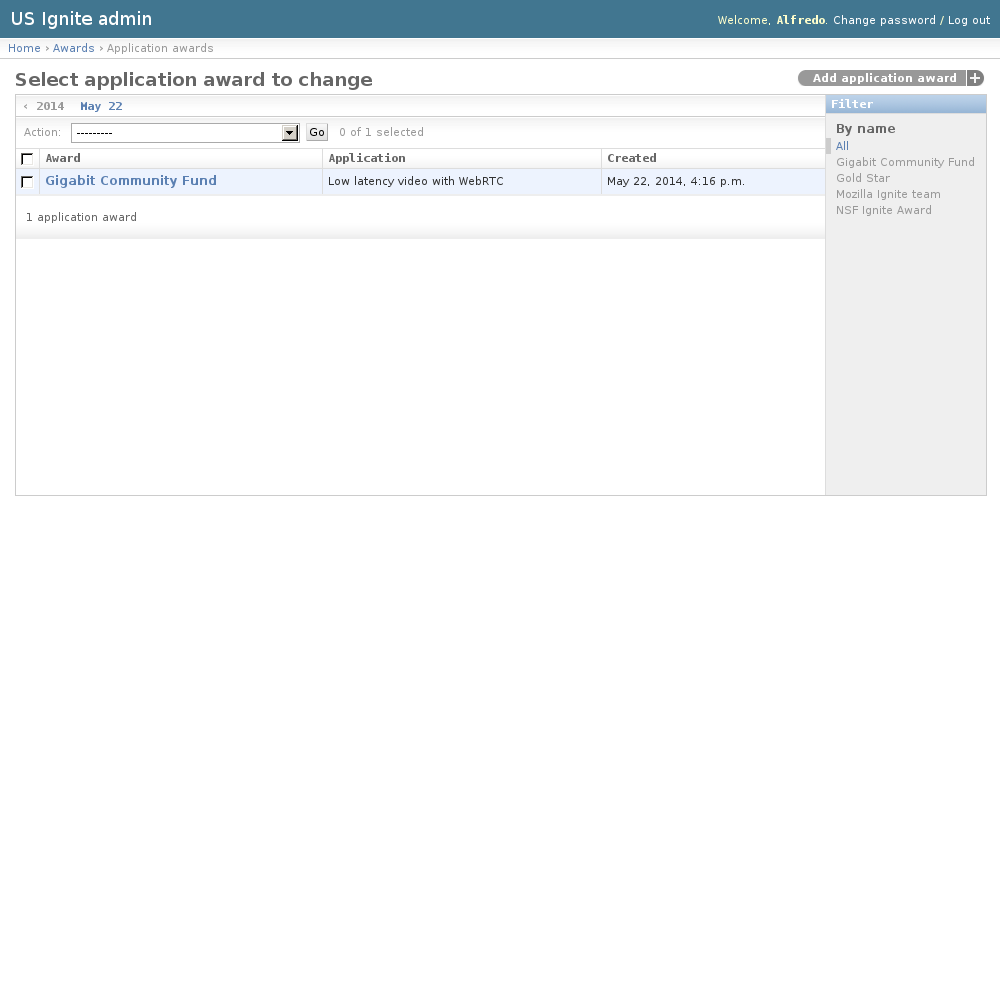 US Ignite admin
Welcome, Alfredo. Change password / Log out
Home › Awards › Application awards
Select application award to change
Add application award
‹ 2014 May 22
Action: --------- Go 0 of 1 selected
Award Application Created
Gigabit Community Fund Low latency video with WebRTC May 22, 2014, 4:16 p.m.
1 application award
Filter
By name
All
Gigabit Community Fund
Gold Star
Mozilla Ignite team
NSF Ignite Award